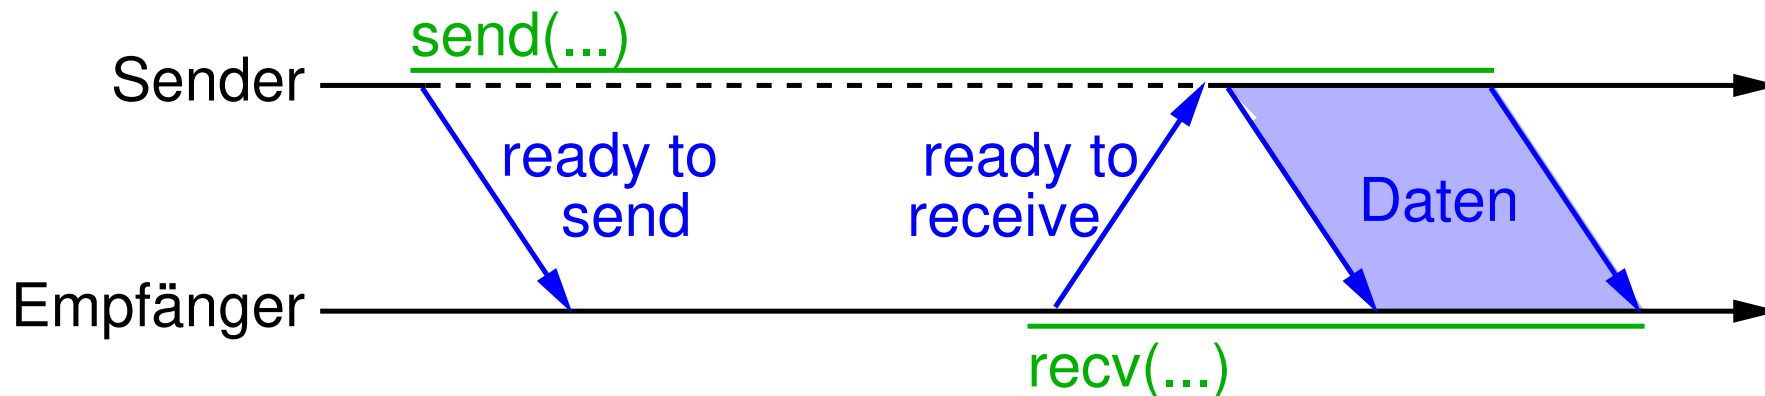 send(...)
Sender
ready to
send
ready to
receive
Daten
Empfänger
recv(...)